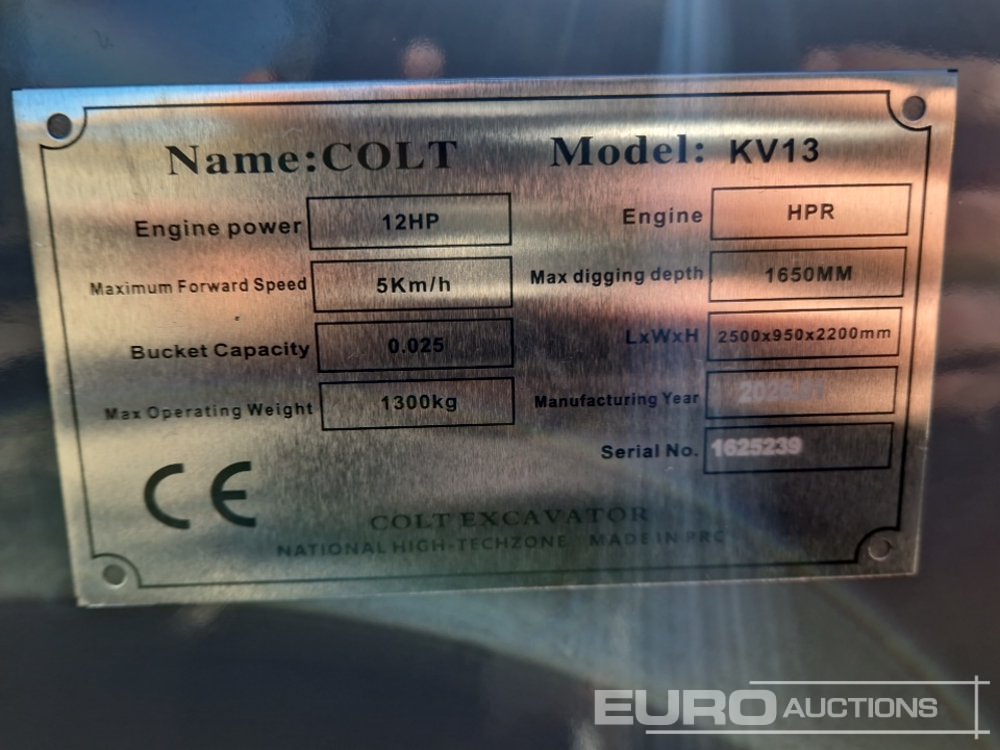 Name:COLT Model: KV13
Engine power 12HP Engine HPR
Maximum Forward Speed 5Km/h Max digging depth 1650MM
Bucket Capacity 0.025 LxWxH 2500x950x2200mm
Max Operating Weight 1300kg Manufacturing Year
Serial No. 1625239
CE
COLT EXCAVATOR
NATIONAL HIGH-TECHZONE MADE IN PRC
EURO AUCTIONS